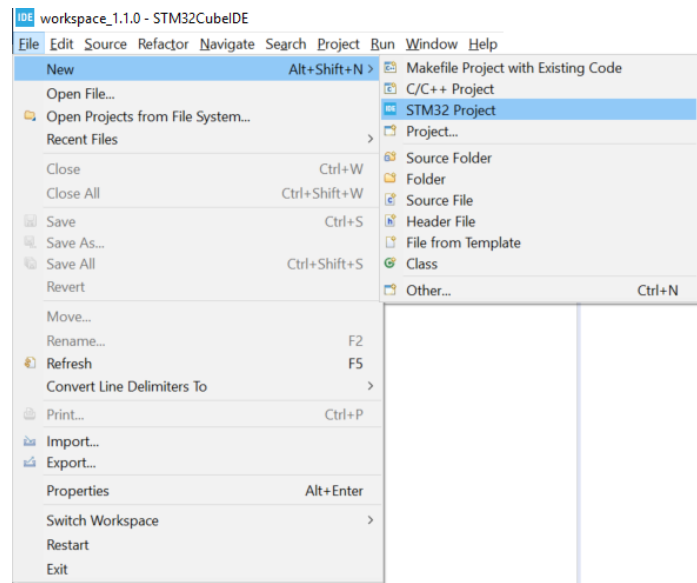 IDE workspace_1.1.0 - STM32CubeIDE
File Edit Source Refactor Navigate Search Project Run Window Help
New Alt+Shift+N >
Open File...
Open Projects from File System...
Recent Files >
Close Ctrl+W
Close All Ctrl+Shift+W
Save Ctrl+S
Save As...
Save All Ctrl+Shift+S
Revert
Move...
Rename... F2
Refresh F5
Convert Line Delimiters To >
Print... Ctrl+P
Import...
Export...
Properties Alt+Enter
Switch Workspace >
Restart
Exit
Makefile Project with Existing Code
C/C++ Project
IDE STM32 Project
Project...
Source Folder
Folder
Source File
Header File
File from Template
Class
Other... Ctrl+N